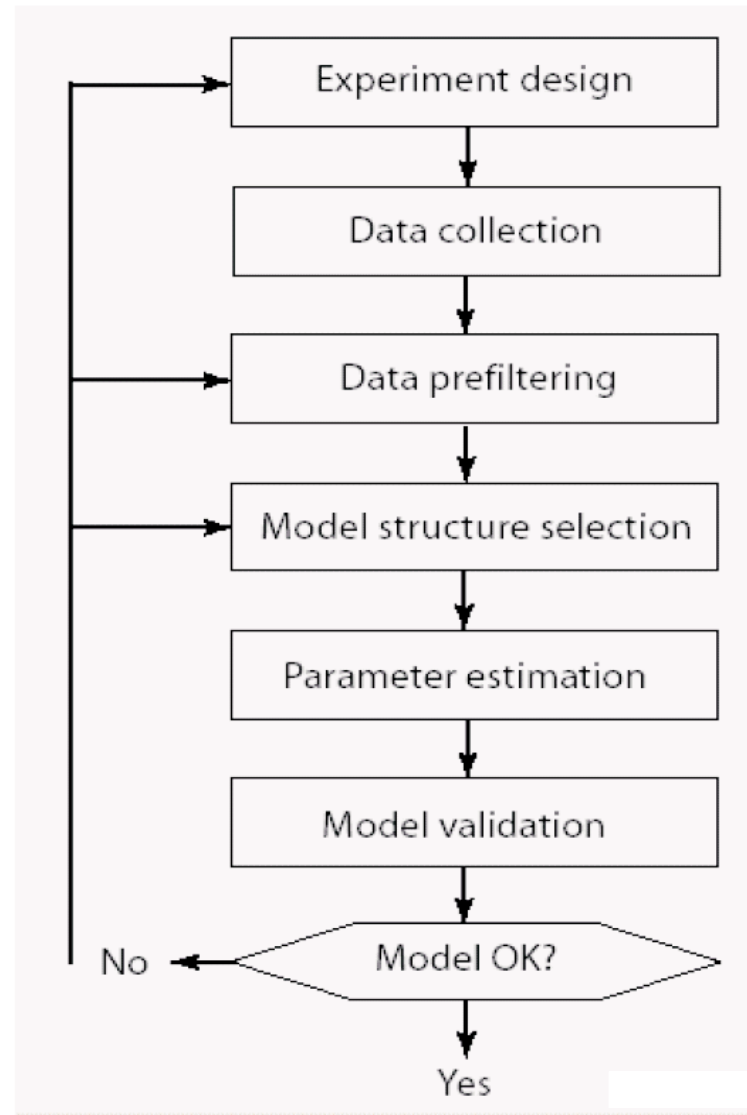 Experiment design
Data collection
Data prefiltering
Model structure selection
Parameter estimation
Model validation
Model OK?
No
Yes